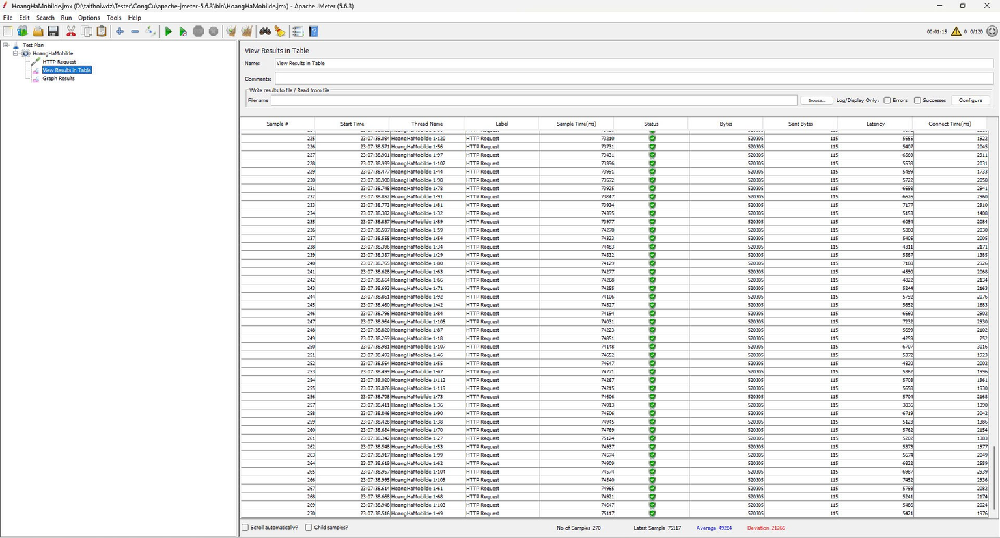 HoangHaMobilde.jmx (D:\taifhoiwdz\Tester\CongCu\apache-jmeter-5.6.3\bin\HoangHaMobilde.jmx) - Apache JMeter (5.6.3)
File Edit Search Run Options Tools Help
00:01:15 0 0/120
Test Plan
HoangHaMobilde
HTTP Request
View Results in Table
Graph Results
View Results in Table
Name: View Results in Table
Comments:
Write results to file / Read from file
Filename Browse... Log/Display Only: Errors Successes Configure
Sample # Start Time Thread Name Label Sample Time(ms) Status Bytes Sent Bytes Latency Connect Time(ms)
225 23:07:39.084 HoangHaMobilde 1-120 HTTP Request 73210 520305 115 5655 1922
226 23:07:38.571 HoangHaMobilde 1-56 HTTP Request 73731 520305 115 5407 2045
227 23:07:38.901 HoangHaMobilde 1-97 HTTP Request 73431 520305 115 6569 2911
228 23:07:38.939 HoangHaMobilde 1-102 HTTP Request 73396 520305 115 5538 2031
229 23:07:38.477 HoangHaMobilde 1-44 HTTP Request 73991 520305 115 5499 1733
230 23:07:38.908 HoangHaMobilde 1-98 HTTP Request 73572 520305 115 5722 2058
231 23:07:38.748 HoangHaMobilde 1-78 HTTP Request 73925 520305 115 6698 2941
232 23:07:38.852 HoangHaMobilde 1-91 HTTP Request 73847 520305 115 6626 2960
233 23:07:38.773 HoangHaMobilde 1-81 HTTP Request 73934 520305 115 7177 2910
234 23:07:38.382 HoangHaMobilde 1-32 HTTP Request 74395 520305 115 5153 1408
235 23:07:38.837 HoangHaMobilde 1-89 HTTP Request 73977 520305 115 6054 2084
236 23:07:38.597 HoangHaMobilde 1-59 HTTP Request 74270 520305 115 5380 2030
237 23:07:38.555 HoangHaMobilde 1-54 HTTP Request 74323 520305 115 5405 2005
238 23:07:38.396 HoangHaMobilde 1-34 HTTP Request 74483 520305 115 4311 2171
239 23:07:38.357 HoangHaMobilde 1-29 HTTP Request 74532 520305 115 5587 1385
240 23:07:38.765 HoangHaMobilde 1-80 HTTP Request 74129 520305 115 7188 2926
241 23:07:38.628 HoangHaMobilde 1-63 HTTP Request 74277 520305 115 4590 2068
242 23:07:38.654 HoangHaMobilde 1-66 HTTP Request 74268 520305 115 4822 2134
243 23:07:38.693 HoangHaMobilde 1-71 HTTP Request 74255 520305 115 5244 2163
244 23:07:38.861 HoangHaMobilde 1-92 HTTP Request 74106 520305 115 5792 2076
245 23:07:38.460 HoangHaMobilde 1-42 HTTP Request 74527 520305 115 5652 1683
246 23:07:38.796 HoangHaMobilde 1-84 HTTP Request 74194 520305 115 6660 2902
247 23:07:38.964 HoangHaMobilde 1-105 HTTP Request 74031 520305 115 7232 2930
248 23:07:38.820 HoangHaMobilde 1-87 HTTP Request 74223 520305 115 5699 2102
249 23:07:38.269 HoangHaMobilde 1-18 HTTP Request 74851 520305 115 4259 252
250 23:07:38.981 HoangHaMobilde 1-107 HTTP Request 74148 520305 115 6707 3016
251 23:07:38.492 HoangHaMobilde 1-46 HTTP Request 74652 520305 115 5372 1923
252 23:07:38.564 HoangHaMobilde 1-55 HTTP Request 74647 520305 115 4820 2002
253 23:07:38.499 HoangHaMobilde 1-47 HTTP Request 74771 520305 115 5362 1996
254 23:07:39.020 HoangHaMobilde 1-112 HTTP Request 74267 520305 115 5703 1961
255 23:07:39.076 HoangHaMobilde 1-119 HTTP Request 74215 520305 115 5658 1930
256 23:07:38.708 HoangHaMobilde 1-73 HTTP Request 74606 520305 115 5704 2168
257 23:07:38.411 HoangHaMobilde 1-36 HTTP Request 74913 520305 115 3836 1390
258 23:07:38.846 HoangHaMobilde 1-90 HTTP Request 74506 520305 115 6719 3042
259 23:07:38.428 HoangHaMobilde 1-38 HTTP Request 74945 520305 115 5123 1386
260 23:07:38.684 HoangHaMobilde 1-70 HTTP Request 74769 520305 115 5762 2154
261 23:07:38.342 HoangHaMobilde 1-27 HTTP Request 75124 520305 115 5202 1383
262 23:07:38.548 HoangHaMobilde 1-53 HTTP Request 74937 520305 115 5373 1977
263 23:07:38.917 HoangHaMobilde 1-99 HTTP Request 74574 520305 115 5674 2049
264 23:07:38.619 HoangHaMobilde 1-62 HTTP Request 74909 520305 115 6822 2559
265 23:07:38.957 HoangHaMobilde 1-104 HTTP Request 74574 520305 115 6987 2939
266 23:07:38.995 HoangHaMobilde 1-109 HTTP Request 74540 520305 115 7452 2936
267 23:07:38.614 HoangHaMobilde 1-61 HTTP Request 74965 520305 115 5793 2082
268 23:07:38.668 HoangHaMobilde 1-68 HTTP Request 74921 520305 115 5241 2174
269 23:07:38.948 HoangHaMobilde 1-103 HTTP Request 74647 520305 115 5486 2024
270 23:07:38.516 HoangHaMobilde 1-49 HTTP Request 75117 520305 115 5421 1976
Scroll automatically? Child samples? No of Samples 270 Latest Sample 75117 Average 49284 Deviation 21266